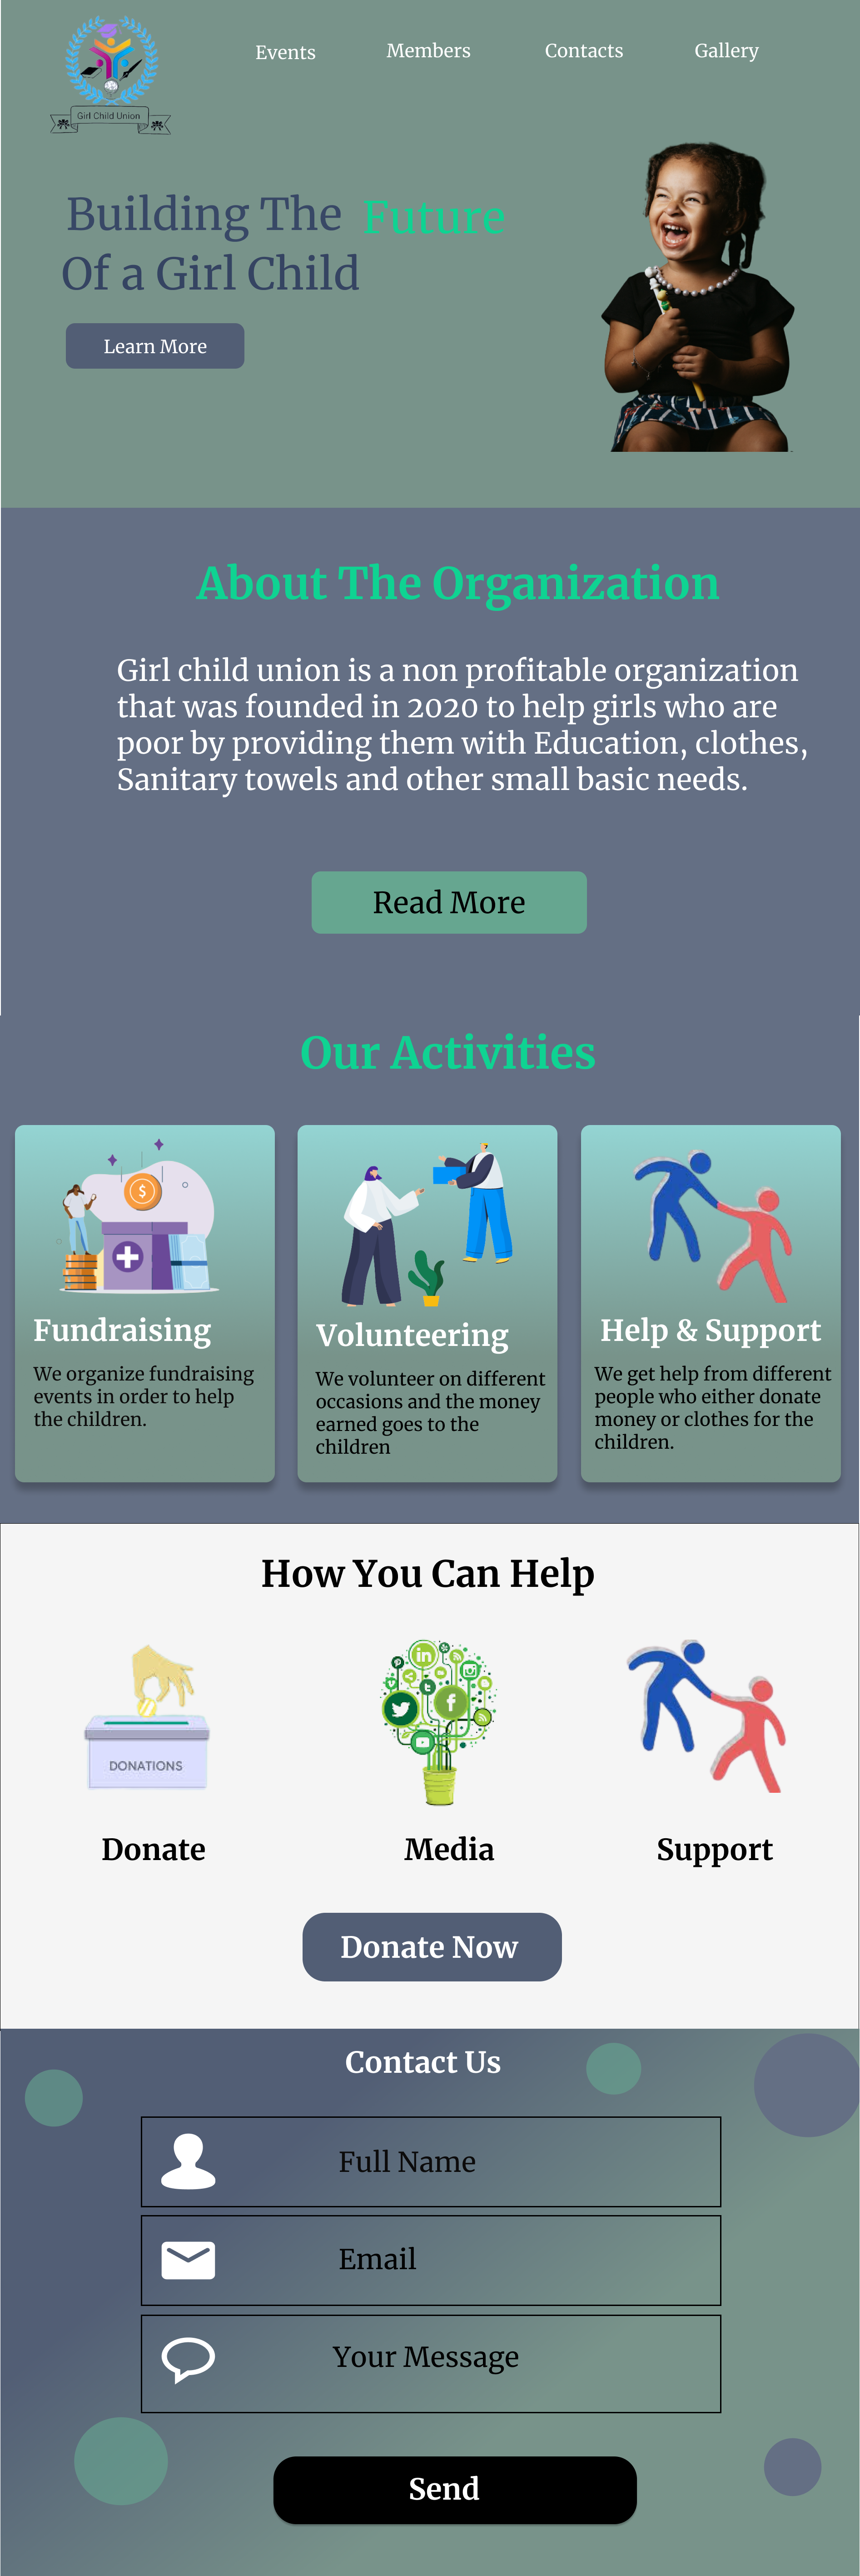 Girl Child Union
Events Members Contacts Gallery
Building The Future
Of a Girl Child
Learn More
About The Organization
Girl child union is a non profitable organization
that was founded in 2020 to help girls who are
poor by providing them with Education, clothes,
Sanitary towels and other small basic needs.
Read More
Our Activities
Fundraising
We organize fundraising
events in order to help
the children.
Volunteering
We volunteer on different
occasions and the money
earned goes to the
children
Help & Support
We get help from different
people who either donate
money or clothes for the
children.
How You Can Help
DONATIONS
Donate
Media
Support
Donate Now
Contact Us
Full Name
Email
Your Message
Send